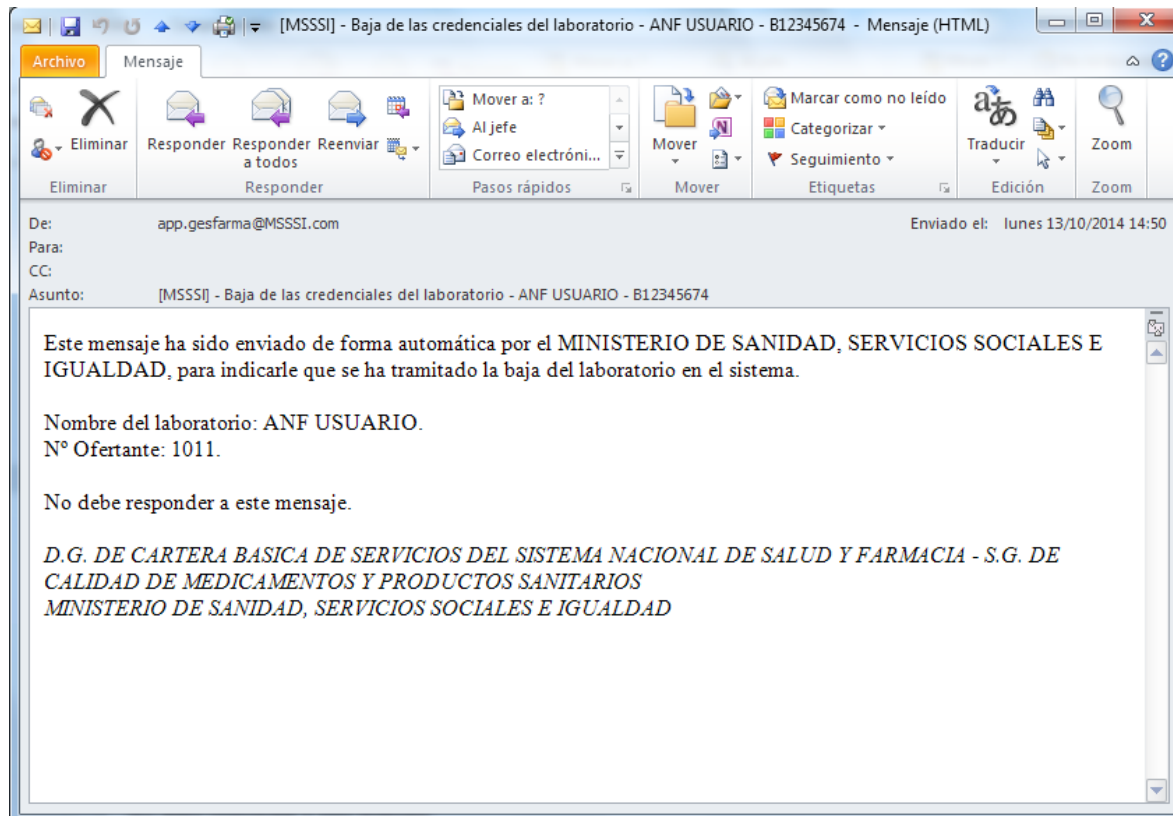 [MSSSI] - Baja de las credenciales del laboratorio - ANF USUARIO - B12345674 - Mensaje (HTML)
Archivo
Mensaje
Eliminar
Responder
Responder a todos
Reenviar
Mover a: ?
Al jefe
Correo electróni...
Mover
Marcar como no leído
Categorizar
Seguimiento
Traducir
Zoom
Eliminar
Responder
Pasos rápidos
Mover
Etiquetas
Edición
Zoom
De: app.gesfarma@MSSSI.com
Enviado el: lunes 13/10/2014 14:50
Para:
CC:
Asunto: [MSSSI] - Baja de las credenciales del laboratorio - ANF USUARIO - B12345674
Este mensaje ha sido enviado de forma automática por el MINISTERIO DE SANIDAD, SERVICIOS SOCIALES E
IGUALDAD, para indicarle que se ha tramitado la baja del laboratorio en el sistema.
Nombre del laboratorio: ANF USUARIO.
Nº Ofertante: 1011.
No debe responder a este mensaje.
D.G. DE CARTERA BASICA DE SERVICIOS DEL SISTEMA NACIONAL DE SALUD Y FARMACIA - S.G. DE
CALIDAD DE MEDICAMENTOS Y PRODUCTOS SANITARIOS
MINISTERIO DE SANIDAD, SERVICIOS SOCIALES E IGUALDAD